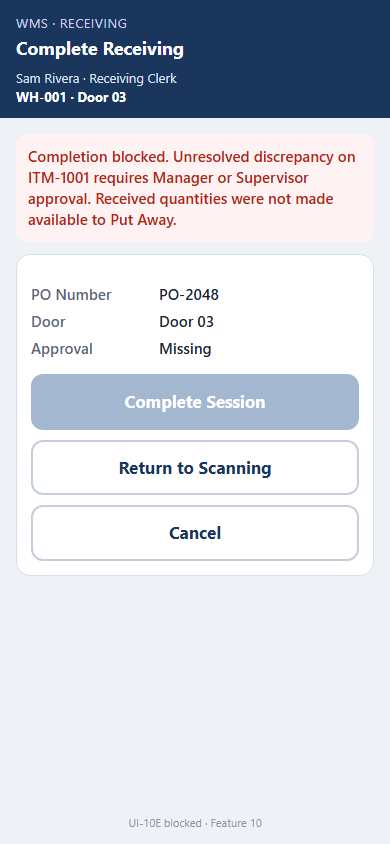 WMS · RECEIVING
Complete Receiving
Sam Rivera · Receiving Clerk
WH-001 · Door 03
Completion blocked. Unresolved discrepancy on
ITM-1001 requires Manager or Supervisor
approval. Received quantities were not made
available to Put Away.
PO Number PO-2048
Door Door 03
Approval Missing
Complete Session
Return to Scanning
Cancel
UI-10E blocked · Feature 10